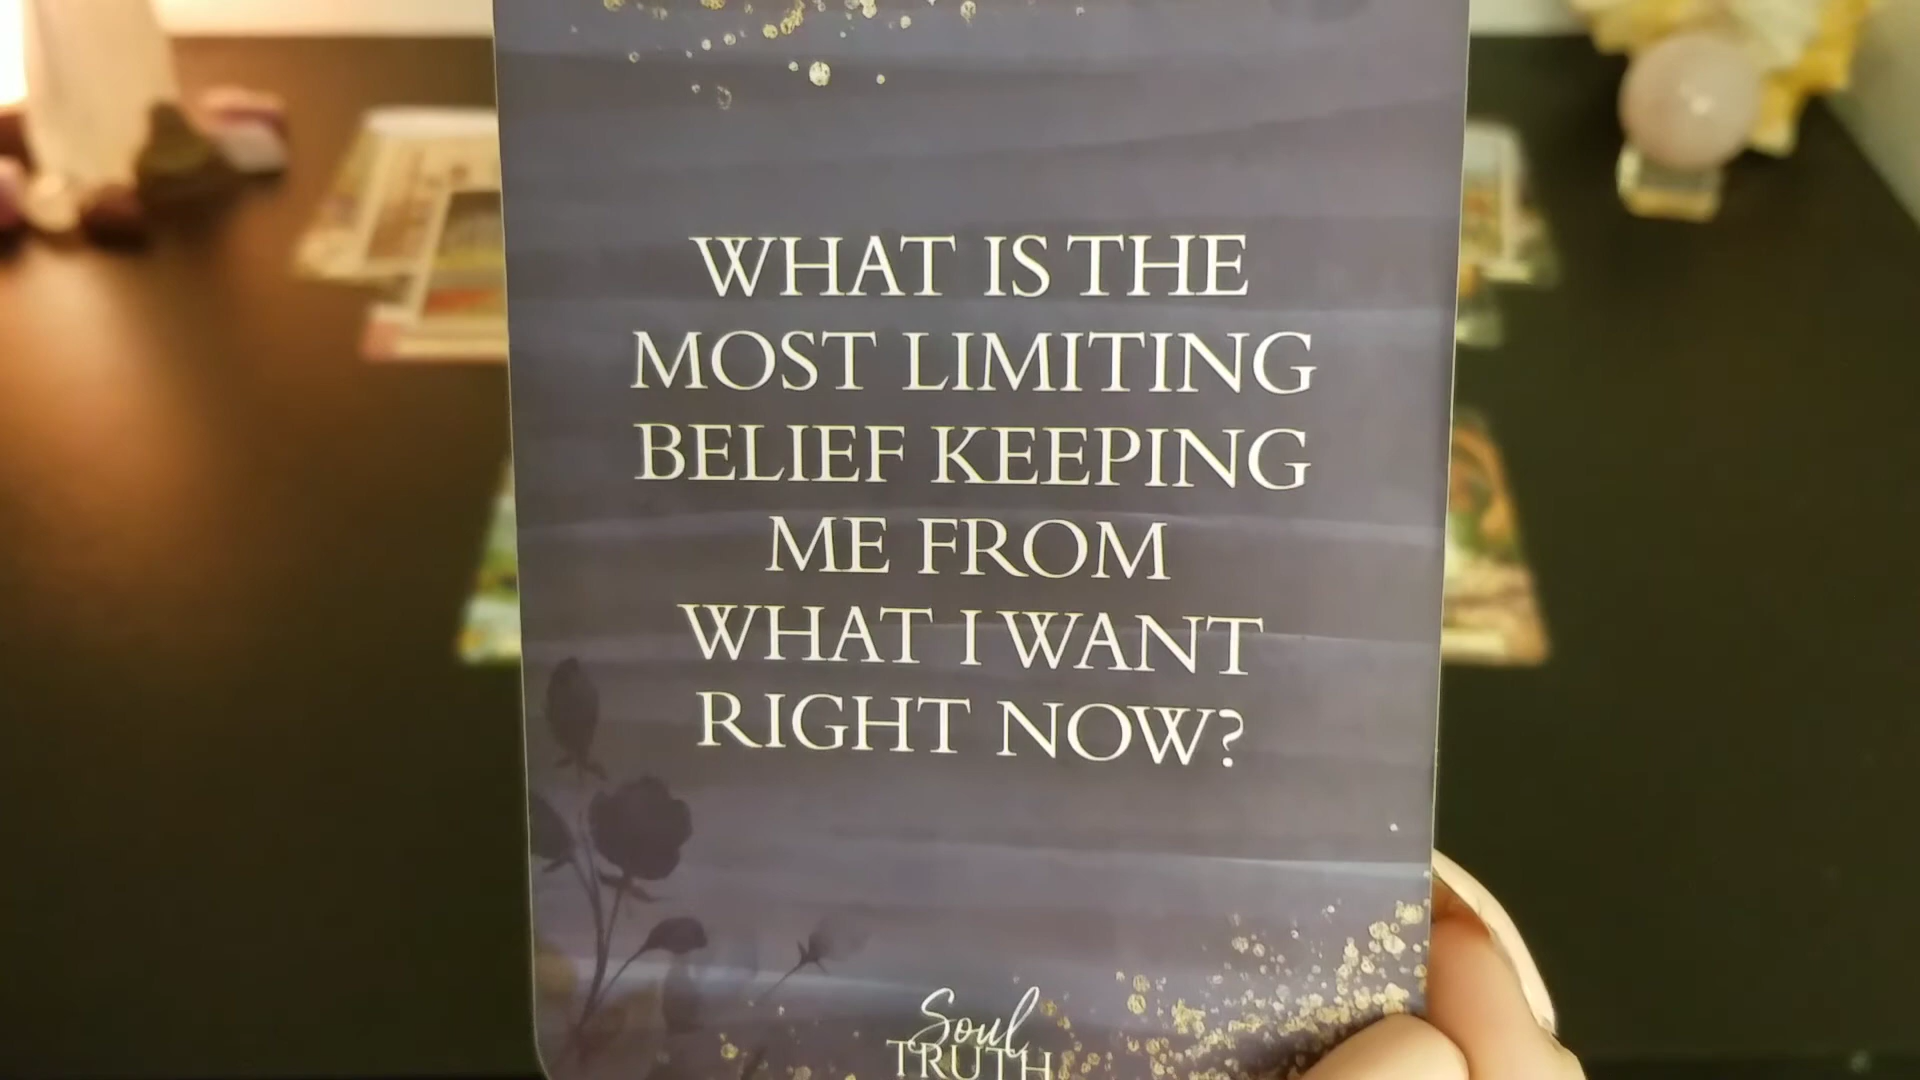 WHAT IS THE
MOST LIMITING
BELIEF KEEPING
ME FROM
WHAT I WANT
RIGHT NOW?
Soul
TRUTH